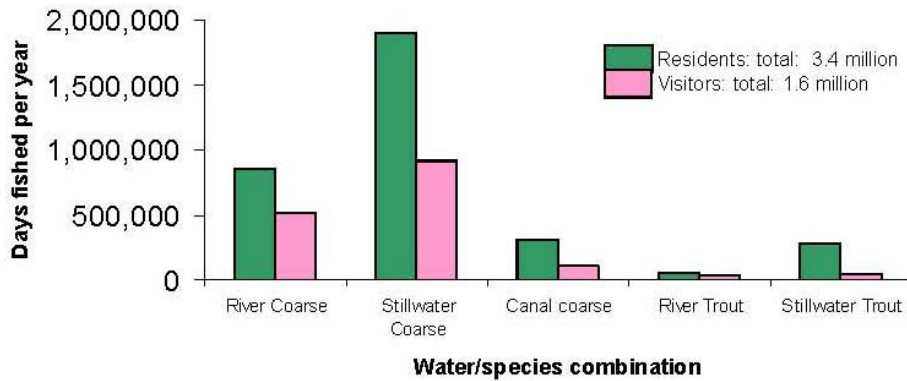 Days fished per year
2,000,000
1,500,000
1,000,000
500,000
0
Residents: total: 3.4 million
Visitors: total: 1.6 million
River Coarse
Stillwater
Coarse
Canal coarse
River Trout
Stillwater Trout
Water/species combination